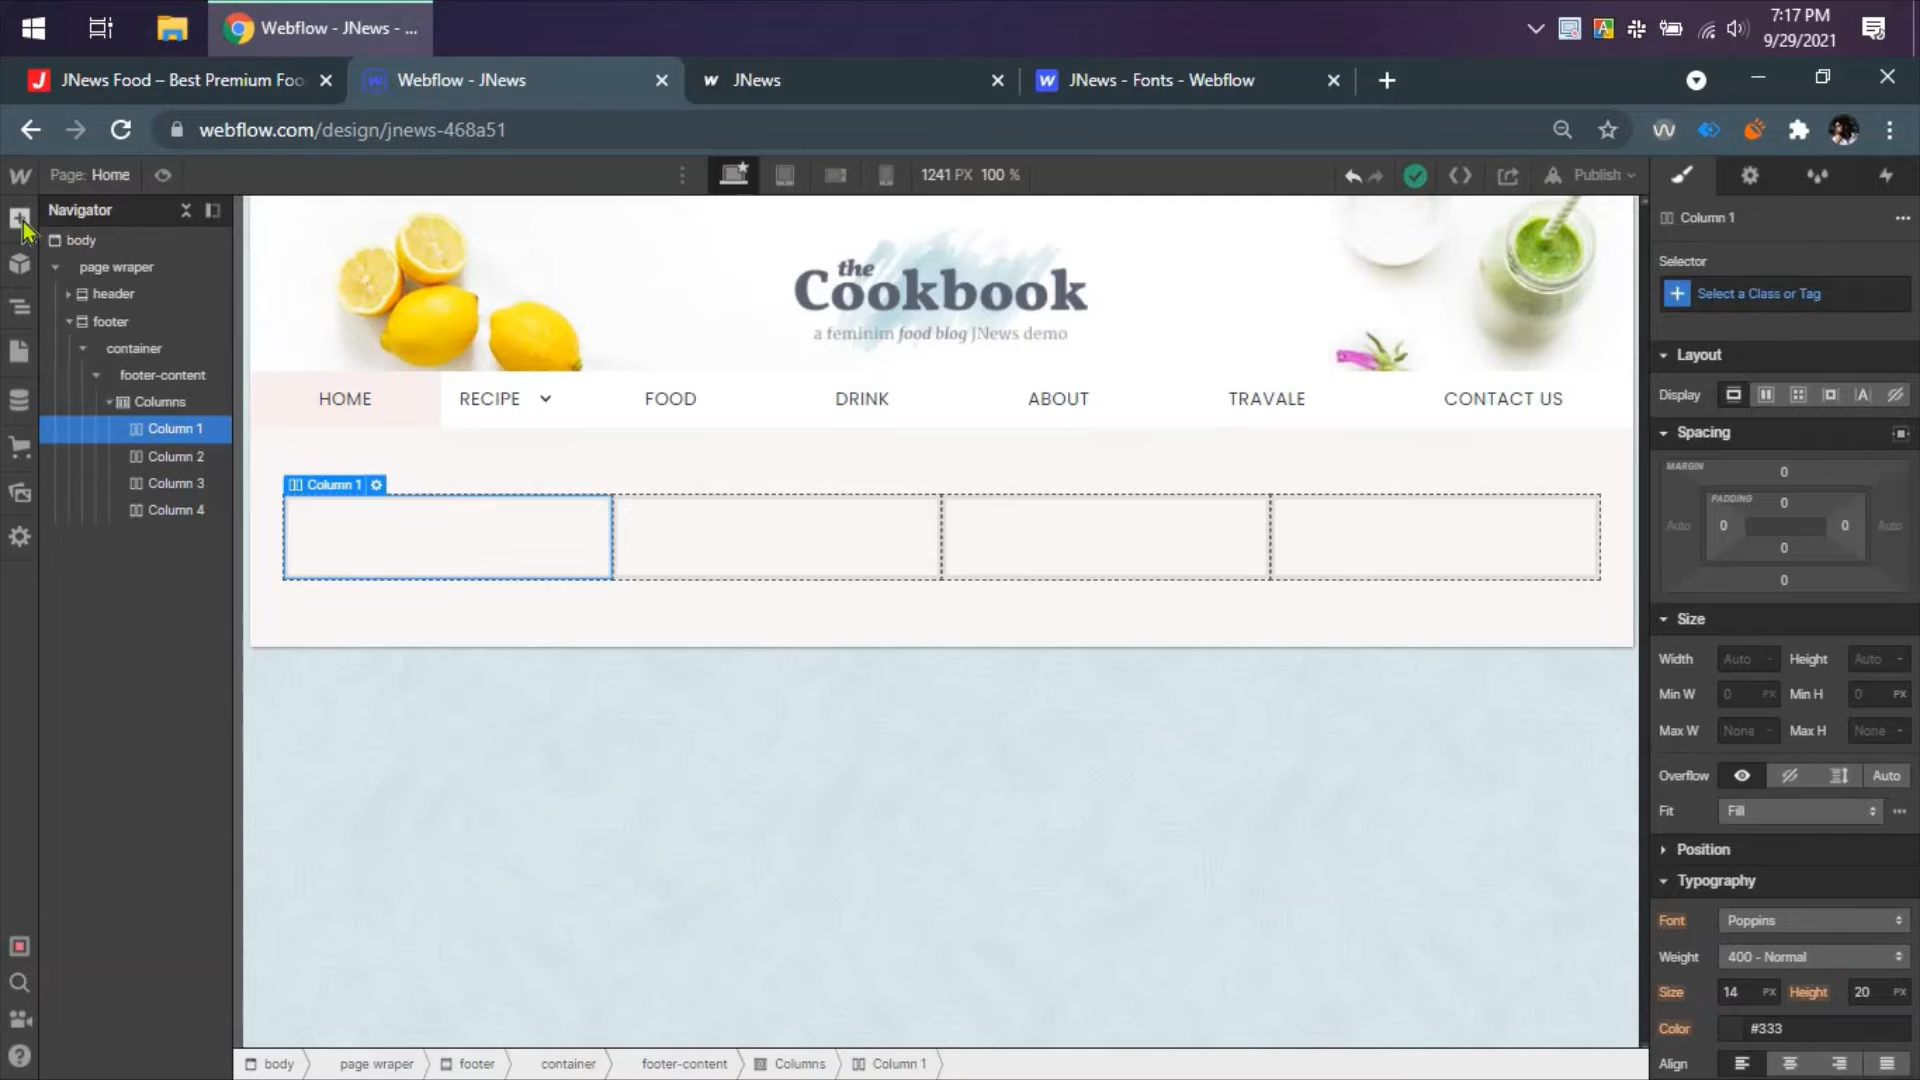 Webflow - JNews - ...
7:17 PM
9/29/2021
JNews Food – Best Premium Foo
Webflow - JNews
JNews
JNews - Fonts - Webflow
webflow.com/design/jnews-468a51
Page: Home
1241 PX 100 %
Publish
Navigator
body
page wraper
header
footer
container
footer-content
Columns
Column 1
Column 2
Column 3
Column 4
the
Cookbook
a feminim food blog JNews demo
HOME
RECIPE
FOOD
DRINK
ABOUT
TRAVALE
CONTACT US
Column 1
Column 1
Selector
Select a Class or Tag
Layout
Display
Spacing
MARGIN
0
PADDING
0
Auto 0 0 Auto
0
0
Size
Width Auto - Height Auto -
Min W 0 PX Min H 0 PX
Max W None - Max H None -
Overflow Auto
Fit Fill
Position
Typography
Font Poppins
Weight 400 - Normal
Size 14 PX Height 20 PX
Color #333
Align
body page wraper footer container footer-content Columns Column 1